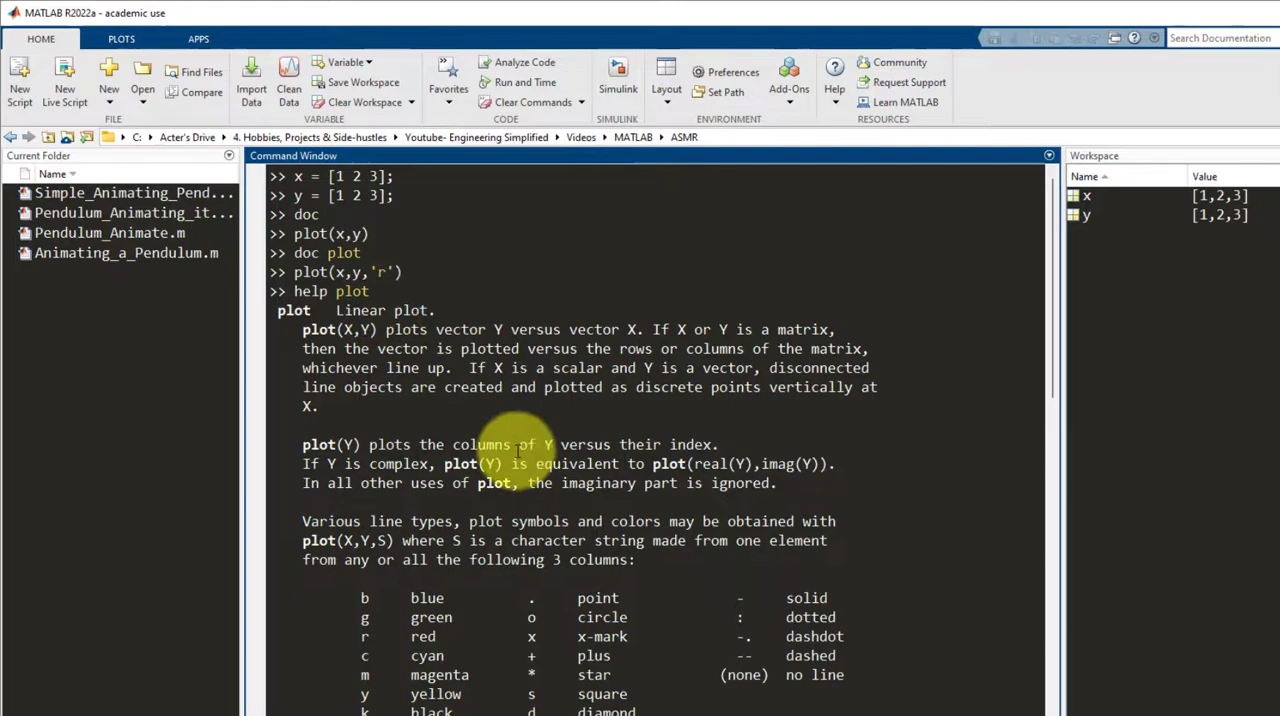 MATLAB R2022a - academic use
HOME PLOTS APPS
Search Documentation
New Script
New Live Script
New
Open
Find Files
Compare
FILE
Import Data
Clean Data
Variable
Save Workspace
Clear Workspace
VARIABLE
Favorites
Analyze Code
Run and Time
Clear Commands
CODE
Simulink
SIMULINK
Layout
Preferences
Set Path
Add-Ons
ENVIRONMENT
Help
Community
Request Support
Learn MATLAB
RESOURCES
C: Acter's Drive 4. Hobbies, Projects & Side-hustles Youtube- Engineering Simplified Videos MATLAB ASMR
Current Folder
Name
Simple_Animating_Pend...
Pendulum_Animating_it...
Pendulum_Animate.m
Animating_a_Pendulum.m
Command Window
>> x = [1 2 3];
>> y = [1 2 3];
>> doc
>> plot(x,y)
>> doc plot
>> plot(x,y,'r')
>> help plot
plot Linear plot.
plot(X,Y) plots vector Y versus vector X. If X or Y is a matrix,
then the vector is plotted versus the rows or columns of the matrix,
whichever line up. If X is a scalar and Y is a vector, disconnected
line objects are created and plotted as discrete points vertically at
X.
plot(Y) plots the columns of Y versus their index.
If Y is complex, plot(Y) is equivalent to plot(real(Y),imag(Y)).
In all other uses of plot, the imaginary part is ignored.
Various line types, plot symbols and colors may be obtained with
plot(X,Y,S) where S is a character string made from one element
from any or all the following 3 columns:
b blue . point - solid
g green o circle : dotted
r red x x-mark -. dashdot
c cyan + plus -- dashed
m magenta * star (none) no line
y yellow s square
k black d diamond
Workspace
Name Value
x [1,2,3]
y [1,2,3]